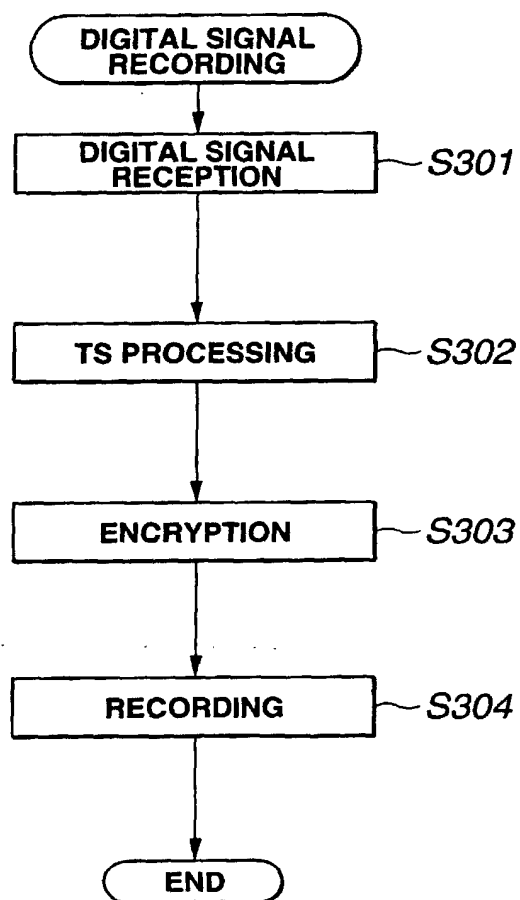 DIGITAL SIGNAL
RECORDING
DIGITAL SIGNAL
RECEPTION
S301
TS PROCESSING
S302
ENCRYPTION
S303
RECORDING
S304
END